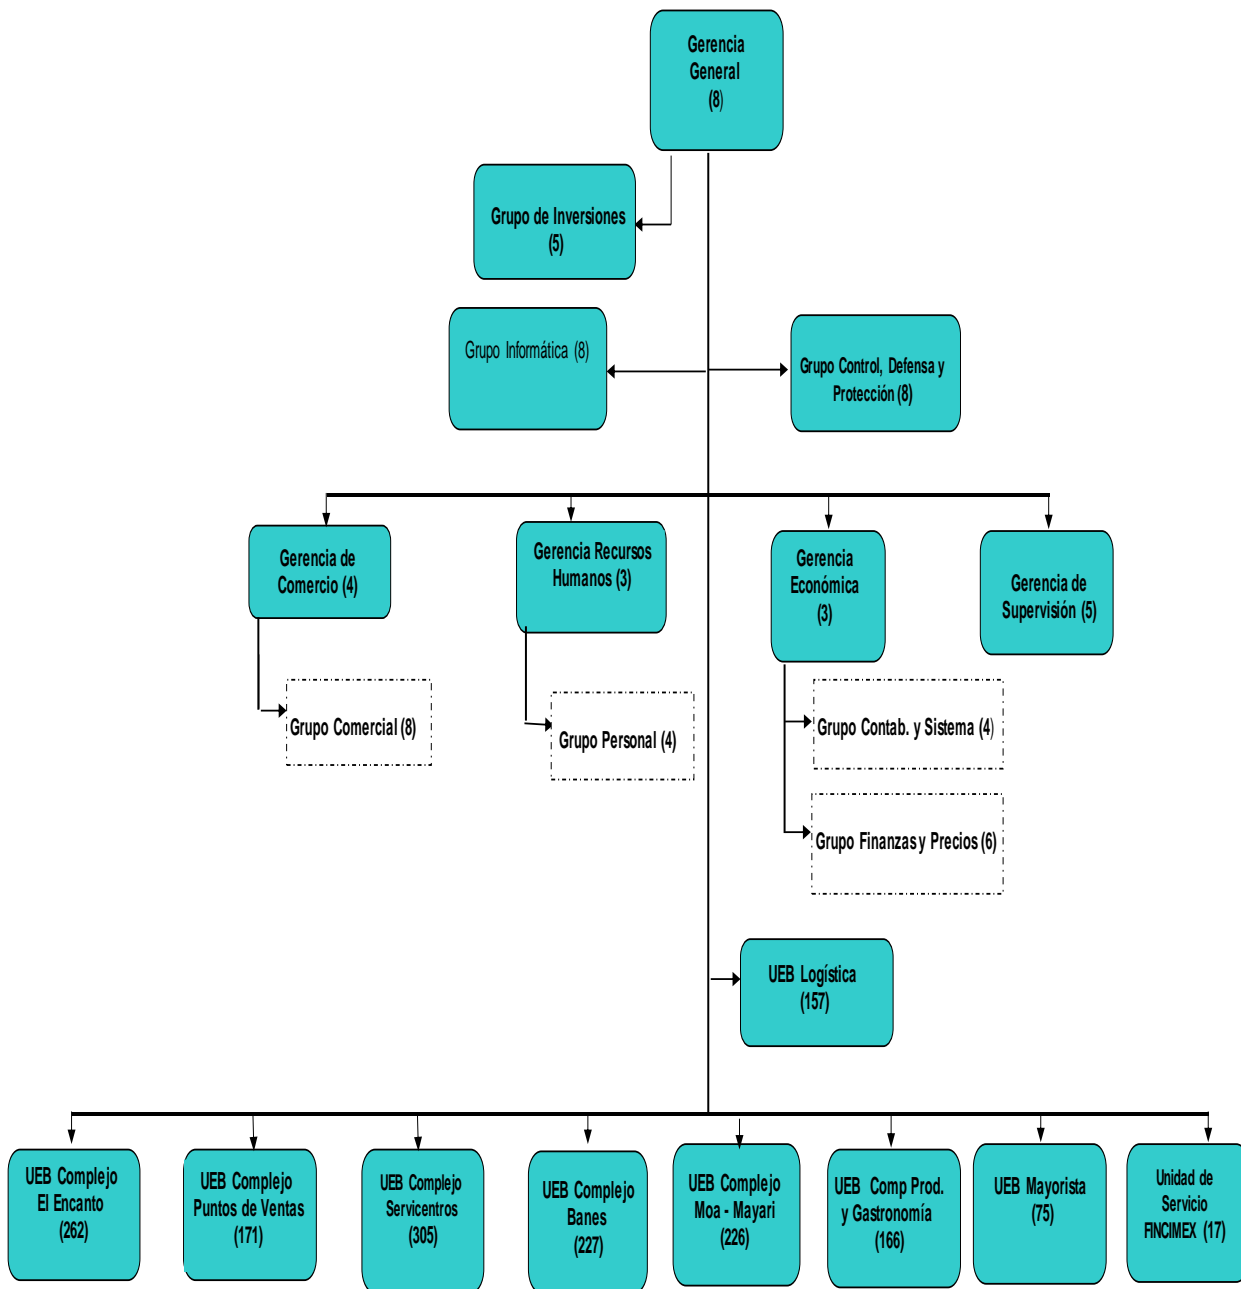 Gerencia
General
(8)
Grupo de Inversiones
(5)
Grupo Informática (8)
Grupo Control, Defensa y
Protección (8)
Gerencia de
Comercio (4)
Gerencia Recursos
Humanos (3)
Gerencia
Económica
(3)
Gerencia de
Supervisión (5)
Grupo Comercial (8)
Grupo Personal (4)
Grupo Contab. y Sistema (4)
Grupo Finanzas y Precios (6)
UEB Logística
(157)
UEB Complejo
El Encanto
(262)
UEB Complejo
Puntos de Ventas
(171)
UEB Complejo
Servicentros
(305)
UEB Complejo
Banes
(227)
UEB Complejo
Moa - Mayari
(226)
UEB Comp Prod.
y Gastronomía
(166)
UEB Mayorista
(75)
Unidad de
Servicio
FINCIMEX (17)